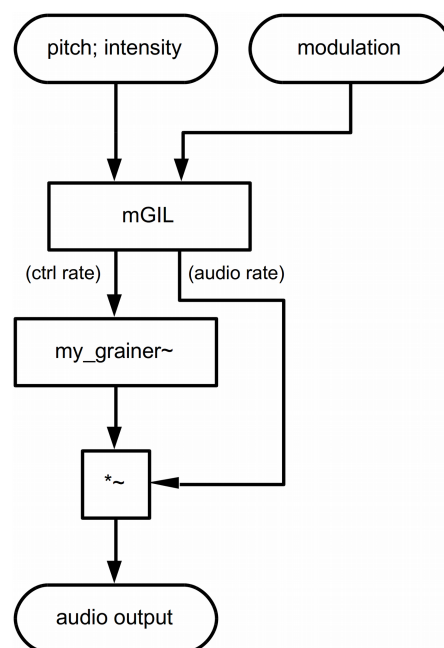 pitch; intensity
modulation
mGIL
(ctrl rate)
(audio rate)
my_grainer~
*~
audio output